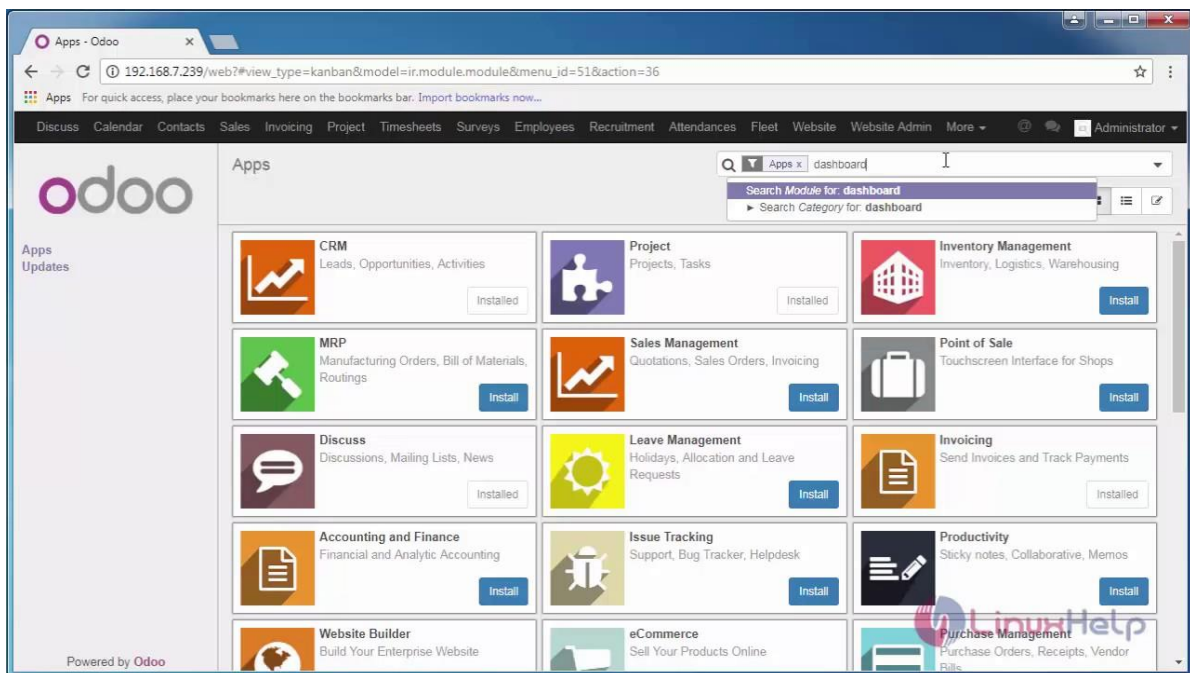 Apps - Odoo
192.168.7.239/web?#view_type=kanban&model=ir.module.module&menu_id=51&action=36
Apps For quick access, place your bookmarks here on the bookmarks bar. Import bookmarks now...
Discuss Calendar Contacts Sales Invoicing Project Timesheets Surveys Employees Recruitment Attendances Fleet Website Website Admin More Administrator
odoo
Apps
Updates
Apps
Apps x dashboard
Search Module for: dashboard
Search Category for: dashboard
CRM
Leads, Opportunities, Activities
Installed
Project
Projects, Tasks
Installed
Inventory Management
Inventory, Logistics, Warehousing
Install
MRP
Manufacturing Orders, Bill of Materials,
Routings
Install
Sales Management
Quotations, Sales Orders, Invoicing
Install
Point of Sale
Touchscreen Interface for Shops
Install
Discuss
Discussions, Mailing Lists, News
Installed
Leave Management
Holidays, Allocation and Leave
Requests
Install
Invoicing
Send Invoices and Track Payments
Installed
Accounting and Finance
Financial and Analytic Accounting
Install
Issue Tracking
Support, Bug Tracker, Helpdesk
Install
Productivity
Sticky notes, Collaborative, Memos
Install
Website Builder
Build Your Enterprise Website
eCommerce
Sell Your Products Online
Purchase Management
Purchase Orders, Receipts, Vendor
Bills
LinuxHelp
Powered by Odoo